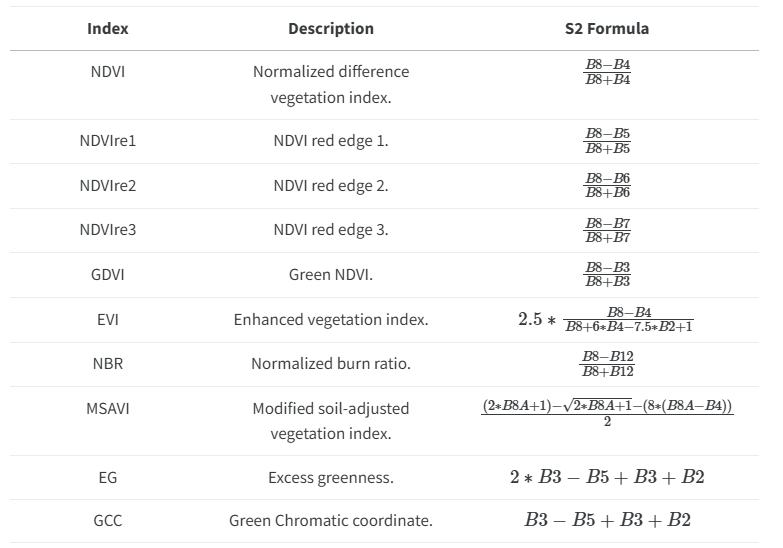 Index Description S2 Formula
NDVI Normalized difference vegetation index. \frac{B8-B4}{B8+B4}
NDVIre1 NDVI red edge 1. \frac{B8-B5}{B8+B5}
NDVIre2 NDVI red edge 2. \frac{B8-B6}{B8+B6}
NDVIre3 NDVI red edge 3. \frac{B8-B7}{B8+B7}
GDVI Green NDVI. \frac{B8-B3}{B8+B3}
EVI Enhanced vegetation index. 2.5 * \frac{B8-B4}{B8+6*B4-7.5*B2+1}
NBR Normalized burn ratio. \frac{B8-B12}{B8+B12}
MSAVI Modified soil-adjusted vegetation index. \frac{(2*B8A+1)-\sqrt{2*B8A+1}-(8*(B8A-B4))}{2}
EG Excess greenness. 2 * B3 - B5 + B3 + B2
GCC Green Chromatic coordinate. B3 - B5 + B3 + B2